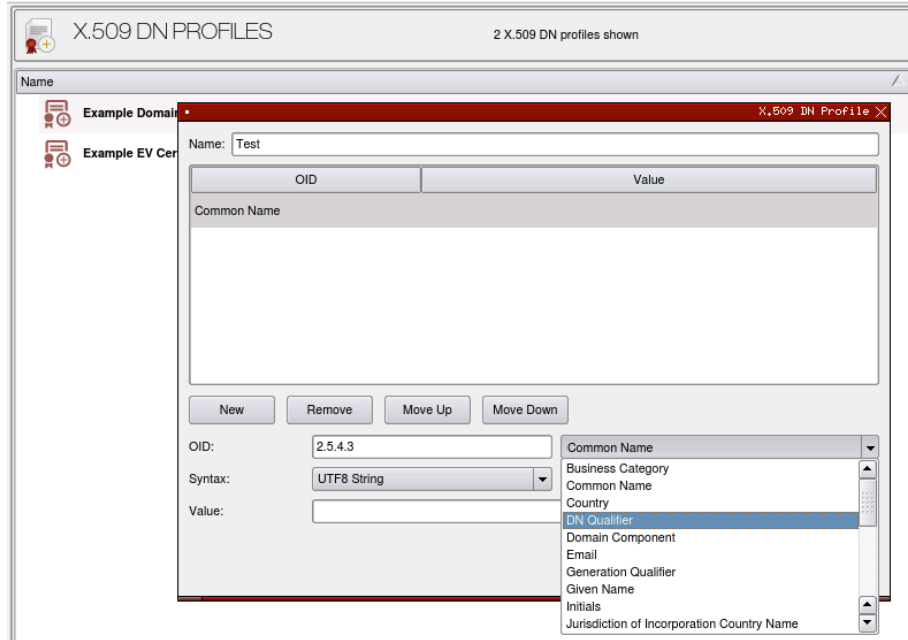 X.509 DN PROFILES
2 X.509 DN profiles shown
Name
Example Domain
X.509 DN Profile
Example EV Cer
Name: Test
OID Value
Common Name
New Remove Move Up Move Down
OID: 2.5.4.3 Common Name
Syntax: UTF8 String
Value:
Business Category
Common Name
Country
DN Qualifier
Domain Component
Email
Generation Qualifier
Given Name
Initials
Jurisdiction of Incorporation Country Name